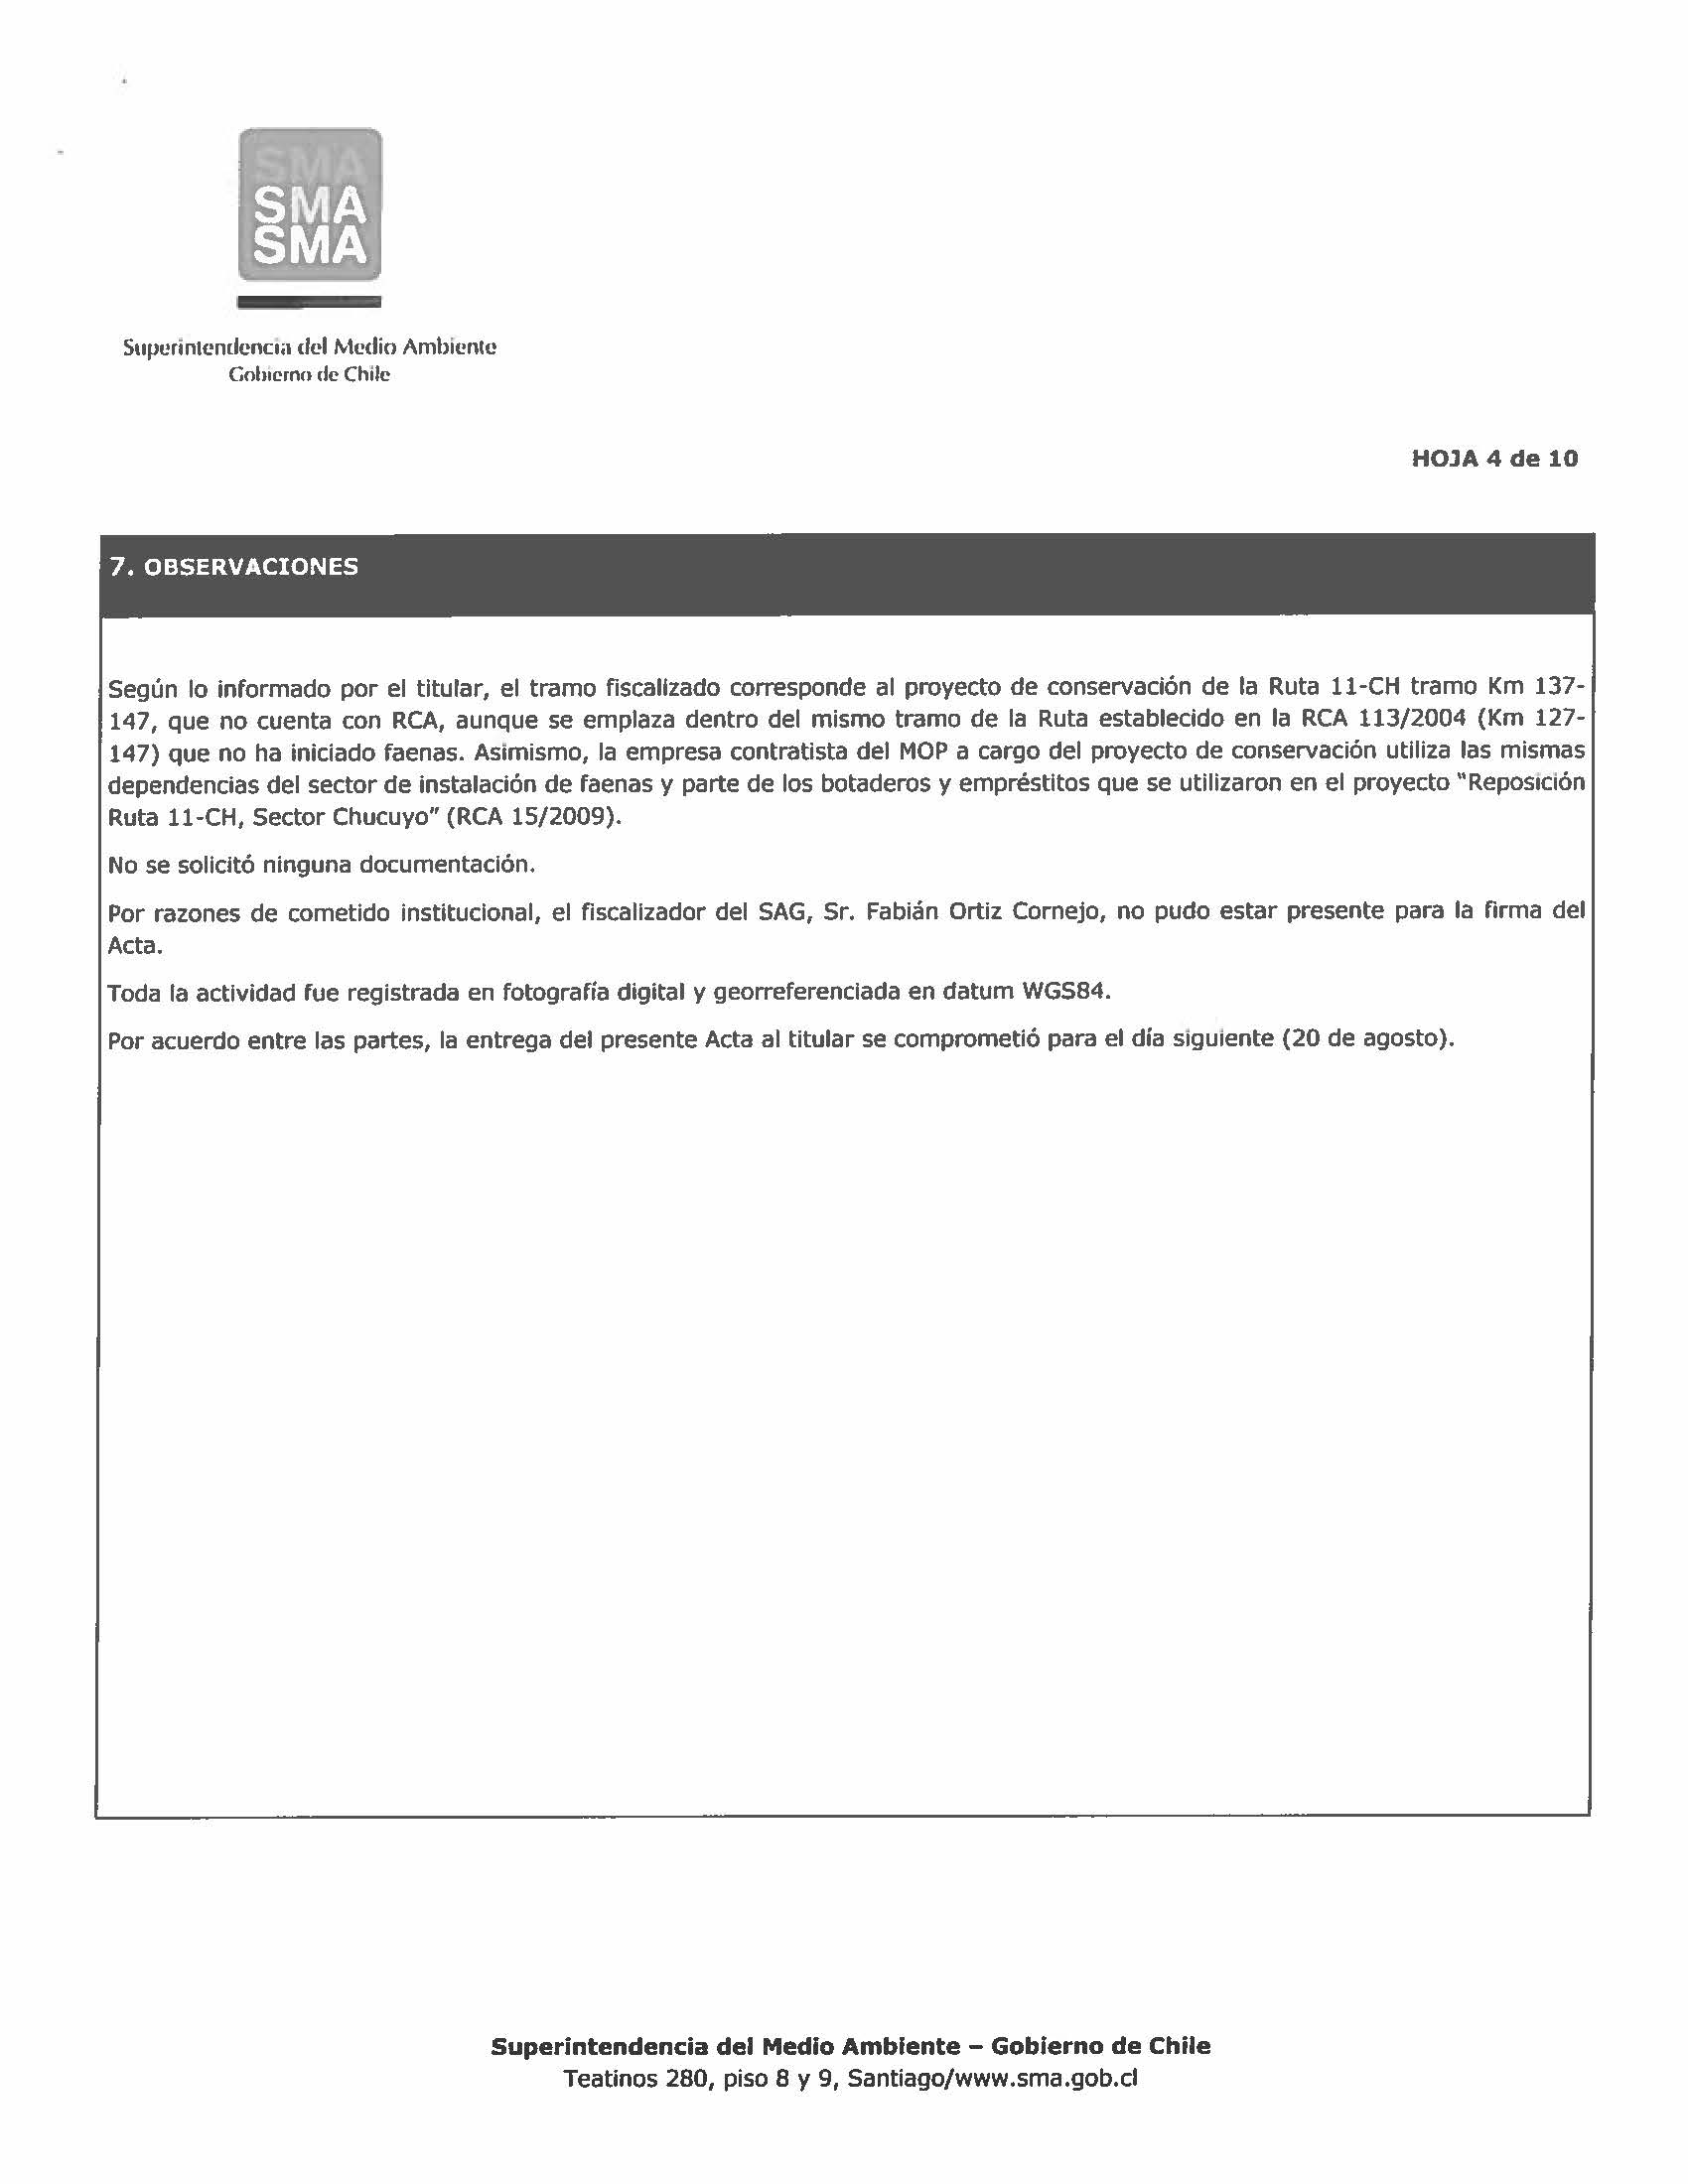 SMA
SMA
SMA
Superintendencia del Medio Ambiente
Gobierno de Chile
HOJA 4 de 10
7. OBSERVACIONES
Según lo informado por el titular, el tramo fiscalizado corresponde al proyecto de conservación de la Ruta 11-CH tramo Km 137-
147, que no cuenta con RCA, aunque se emplaza dentro del mismo tramo de la Ruta establecido en la RCA 113/2004 (Km 127-
147) que no ha iniciado faenas. Asimismo, la empresa contratista del MOP a cargo del proyecto de conservación utiliza las mismas
dependencias del sector de instalación de faenas y parte de los botaderos y empréstitos que se utilizaron en el proyecto "Reposición
Ruta 11-CH, Sector Chucuyo" (RCA 15/2009).
No se solicitó ninguna documentación.
Por razones de cometido institucional, el fiscalizador del SAG, Sr. Fabián Ortiz Cornejo, no pudo estar presente para la firma del
Acta.
Toda la actividad fue registrada en fotografía digital y georreferenciada en datum WGS84.
Por acuerdo entre las partes, la entrega del presente Acta al titular se comprometió para el día siguiente (20 de agosto).
Superintendencia del Medio Ambiente – Gobierno de Chile
Teatinos 280, piso 8 y 9, Santiago/www.sma.gob.cl